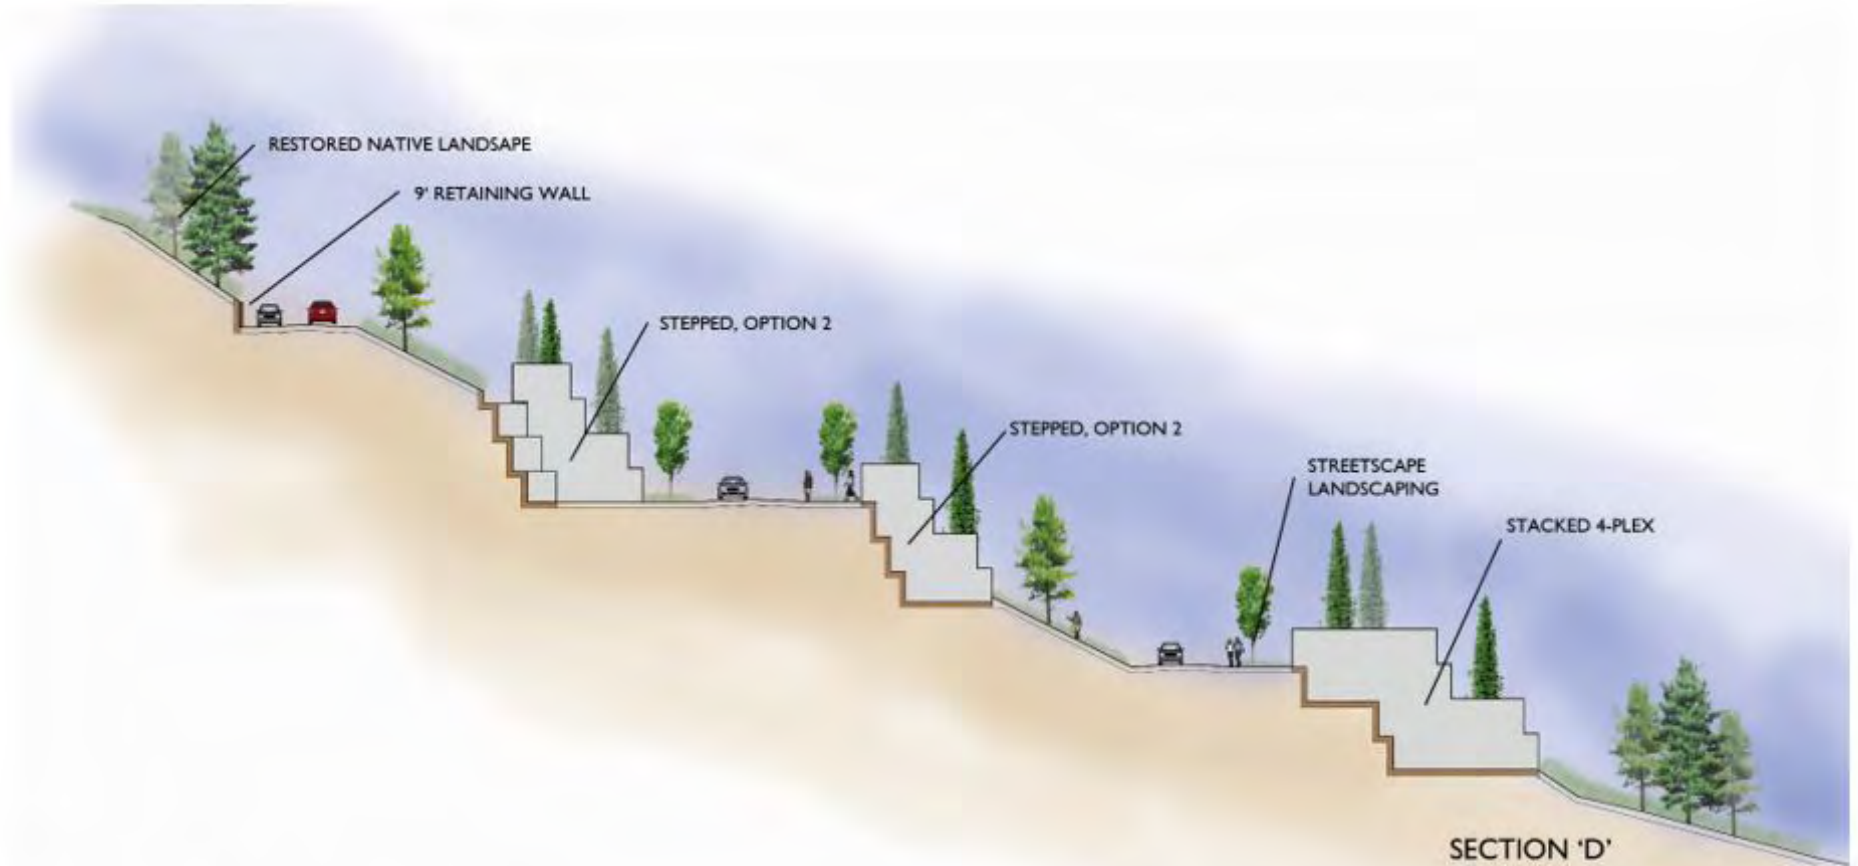 RESTORED NATIVE LANDSAPE
9' RETAINING WALL
STEPPED, OPTION 2
STEPPED, OPTION 2
STREETSCAPE
LANDSCAPING
STACKED 4-PLEX
SECTION 'D'